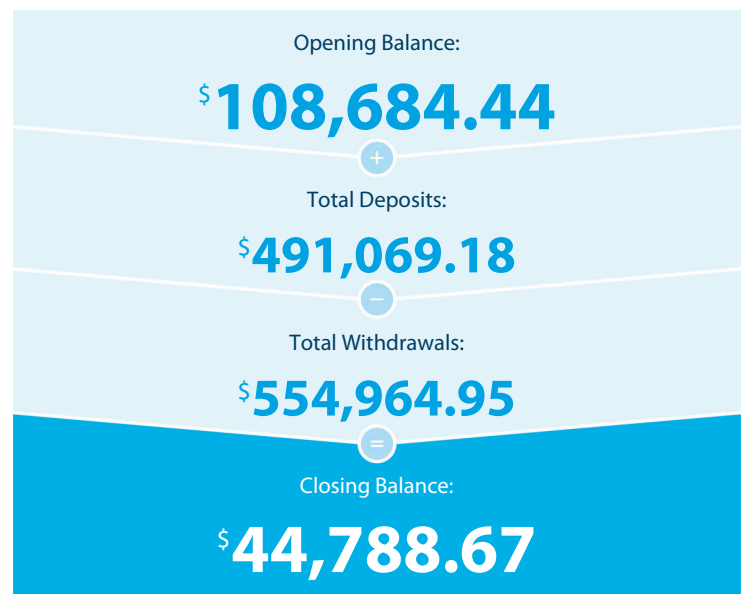 Opening Balance:
$108,684.44
+
Total Deposits:
$491,069.18
−
Total Withdrawals:
$554,964.95
=
Closing Balance:
$44,788.67